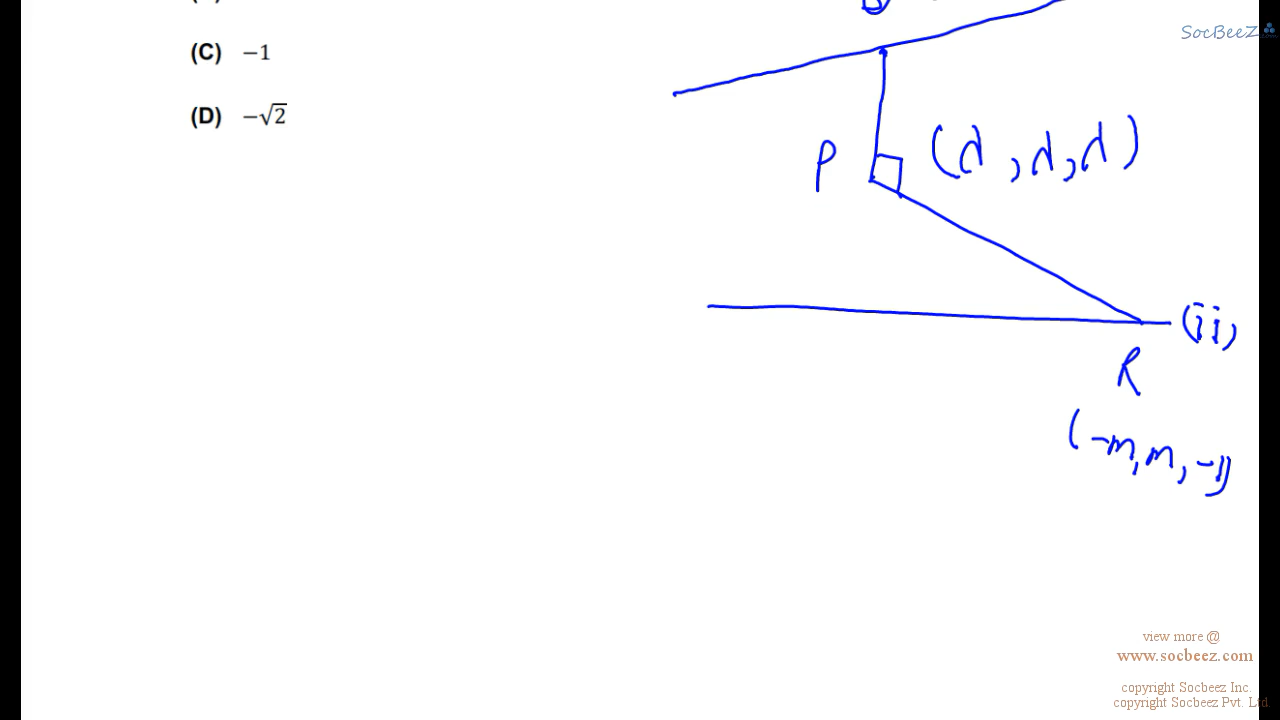 SocBeeZ
(C) −1
(D) −√2
P (λ, λ, λ)
(ii)
R
(-m, m, -1)
view more @
www.socbeez.com
copyright Socbeez Inc.
copyright Socbeez Pvt. Ltd.